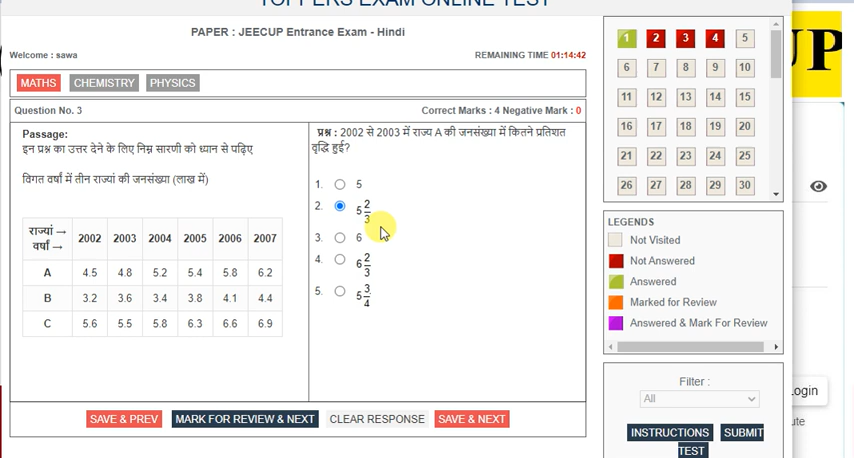 TOPPERS EXAM ONLINE TEST
PAPER : JEECUP Entrance Exam - Hindi
Welcome : sawa
REMAINING TIME 01:14:42
MATHS CHEMISTRY PHYSICS
Question No. 3
Correct Marks : 4 Negative Mark : 0
Passage:
इन प्रश्न का उत्तर देने के लिए निम्न सारणी को ध्यान से पढ़िए
विगत वर्षों में तीन राज्यां की जनसंख्या (लाख में)
राज्यां →
वर्षां → 2002 2003 2004 2005 2006 2007
A 4.5 4.8 5.2 5.4 5.8 6.2
B 3.2 3.6 3.4 3.8 4.1 4.4
C 5.6 5.5 5.8 6.3 6.6 6.9
प्रश्न : 2002 से 2003 में राज्य A की जनसंख्या में कितने प्रतिशत
वृद्धि हुई?
1. 5
2. 5 2/3
3. 6
4. 6 2/3
5. 5 3/4
SAVE & PREV MARK FOR REVIEW & NEXT CLEAR RESPONSE SAVE & NEXT
1 2 3 4 5
6 7 8 9 10
11 12 13 14 15
16 17 18 19 20
21 22 23 24 25
26 27 28 29 30
LEGENDS
Not Visited
Not Answered
Answered
Marked for Review
Answered & Mark For Review
Filter :
All
INSTRUCTIONS SUBMIT
TEST
UP